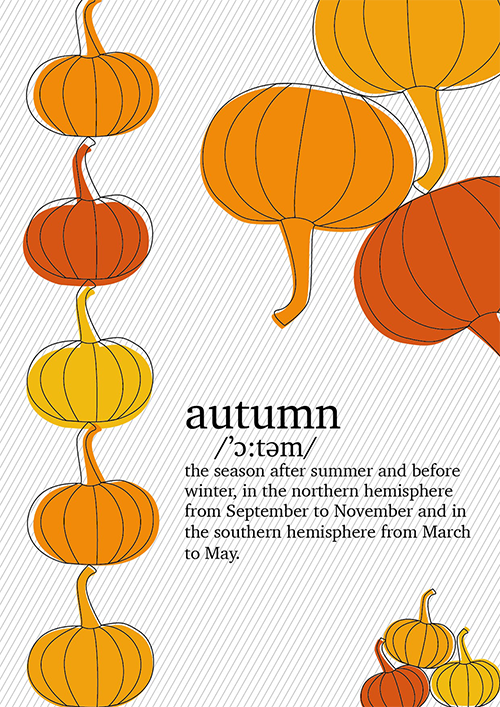 autumn
/’ɔ:təm/
the season after summer and before
winter, in the northern hemisphere
from September to November and in
the southern hemisphere from March
to May.